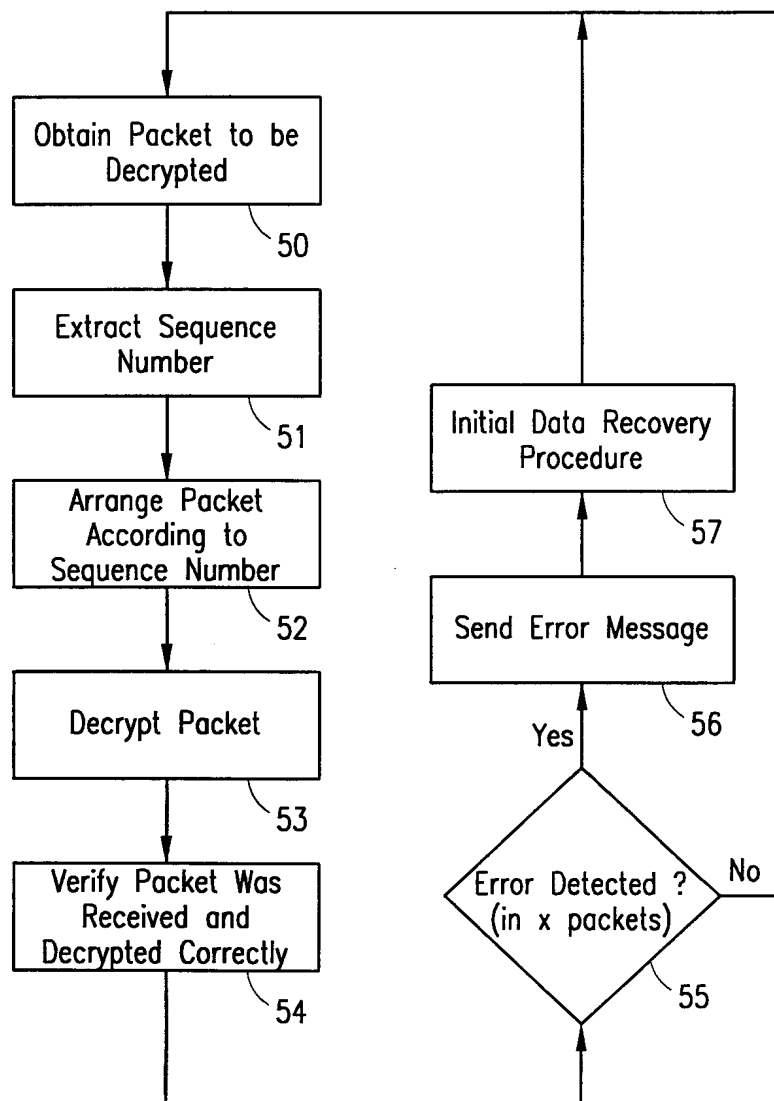 Obtain Packet to be
Decrypted
50
Extract Sequence
Number
51
Arrange Packet
According to
Sequence Number
52
Decrypt Packet
53
Verify Packet Was
Received and
Decrypted Correctly
54
Initial Data Recovery
Procedure
57
Send Error Message
56
Yes
Error Detected ?
(in x packets)
No
55